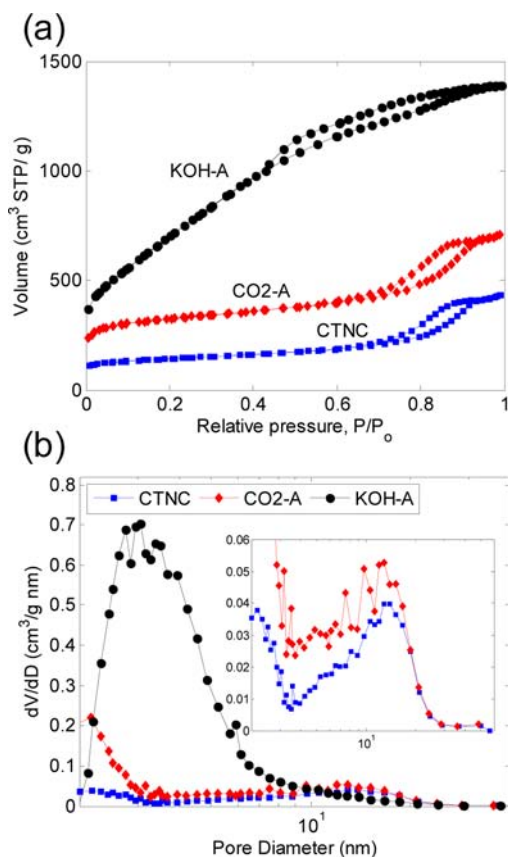 (a)
1500
1000
500
0
Volume (cm³ STP/ g)
KOH-A
CO2-A
CTNC
0 0.2 0.4 0.6 0.8 1
Relative pressure, P/Pₒ
(b)
0.8
0.7
0.6
0.5
0.4
0.3
0.2
0.1
0
dV/dD (cm³/g nm)
CTNC CO2-A KOH-A
0.06
0.05
0.04
0.03
0.02
0.01
0
10¹
10¹
Pore Diameter (nm)